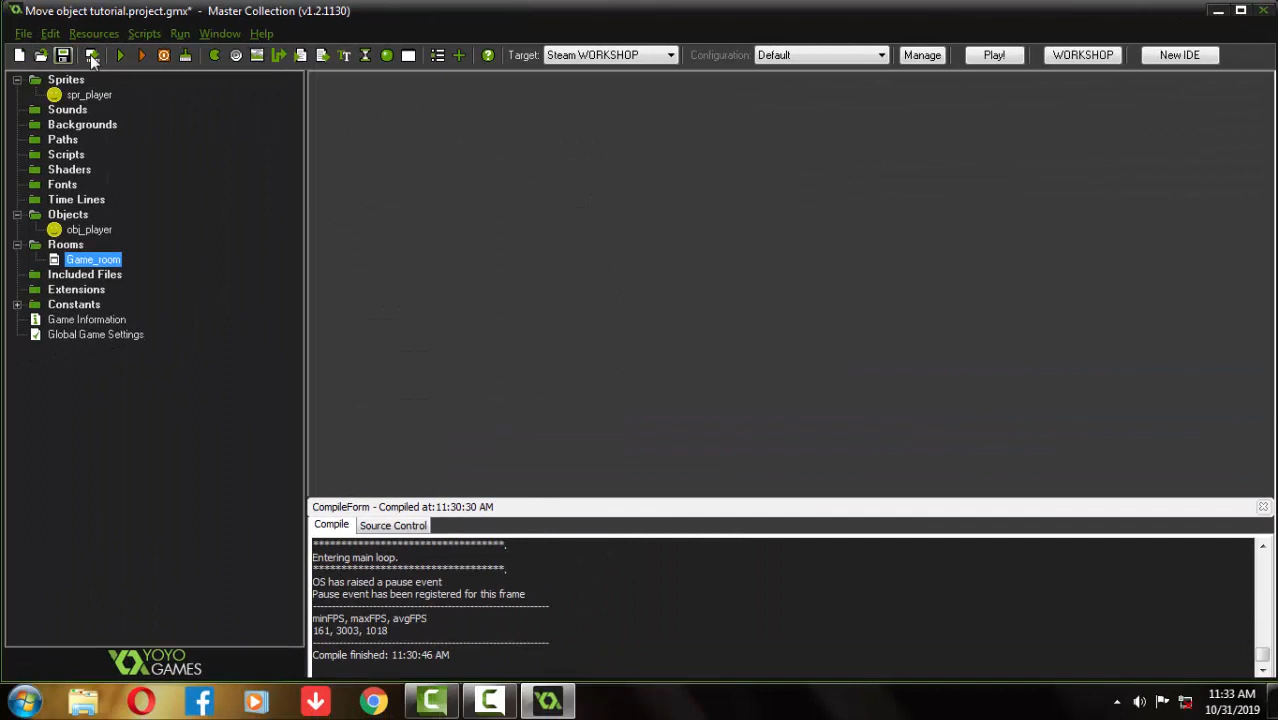 Move object tutorial.project.gmx* - Master Collection (v1.2.1130)
File Edit Resources Scripts Run Window Help
Target: Steam WORKSHOP Configuration: Default Manage Play! WORKSHOP New IDE
Sprites
spr_player
Sounds
Backgrounds
Paths
Scripts
Shaders
Fonts
Time Lines
Objects
obj_player
Rooms
Game_room
Included Files
Extensions
Constants
Game Information
Global Game Settings
YOYO
GAMES
CompileForm - Compiled at:11:30:30 AM
Compile Source Control
***********************************.
Entering main loop.
***********************************.
OS has raised a pause event
Pause event has been registered for this frame
----------------------------------------------------------
minFPS, maxFPS, avgFPS
161, 3003, 1018
----------------------------------------------------------
Compile finished: 11:30:46 AM
11:33 AM
10/31/2019